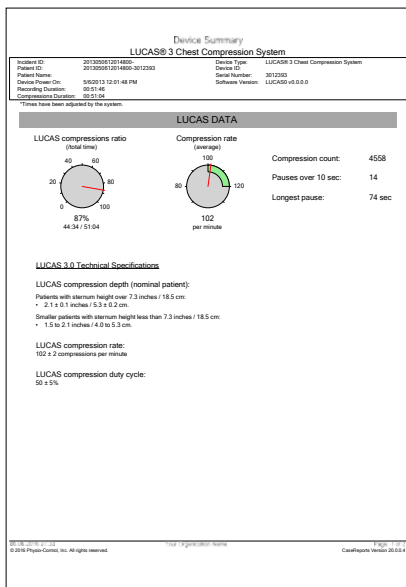 Device Summary
LUCAS® 3 Chest Compression System
Incident ID: 2013050612014800-
Patient ID: 2013050612014800-3012393
Patient Name:
Device Power On: 5/6/2013 12:01:48 PM
Recording Duration: 00:51:46
Compressions Duration: 00:51:04
Device Type: LUCAS® 3 Chest Compression System
Device ID:
Serial Number: 3012393
Software Version: LUCAS0 v0.0.0.0
*Times have been adjusted by the system.
LUCAS DATA
LUCAS compressions ratio
(/total time)
40 60
20 80
0 100
87%
44:34 / 51:04
Compression rate
(average)
100
80 120
102
per minute
Compression count: 4558
Pauses over 10 sec: 14
Longest pause: 74 sec
LUCAS 3.0 Technical Specifications
LUCAS compression depth (nominal patient):
Patients with sternum height over 7.3 inches / 18.5 cm:
• 2.1 ± 0.1 inches / 5.3 ± 0.2 cm.
Smaller patients with sternum height less than 7.3 inches / 18.5 cm:
• 1.5 to 2.1 inches / 4.0 to 5.3 cm.
LUCAS compression rate:
102 ± 2 compressions per minute
LUCAS compression duty cycle:
50 ± 5%
Your Organization Name
Page 1 of 2
© 2016 Physio-Control, Inc. All rights reserved.
CaseReports Version 20.0.0.4